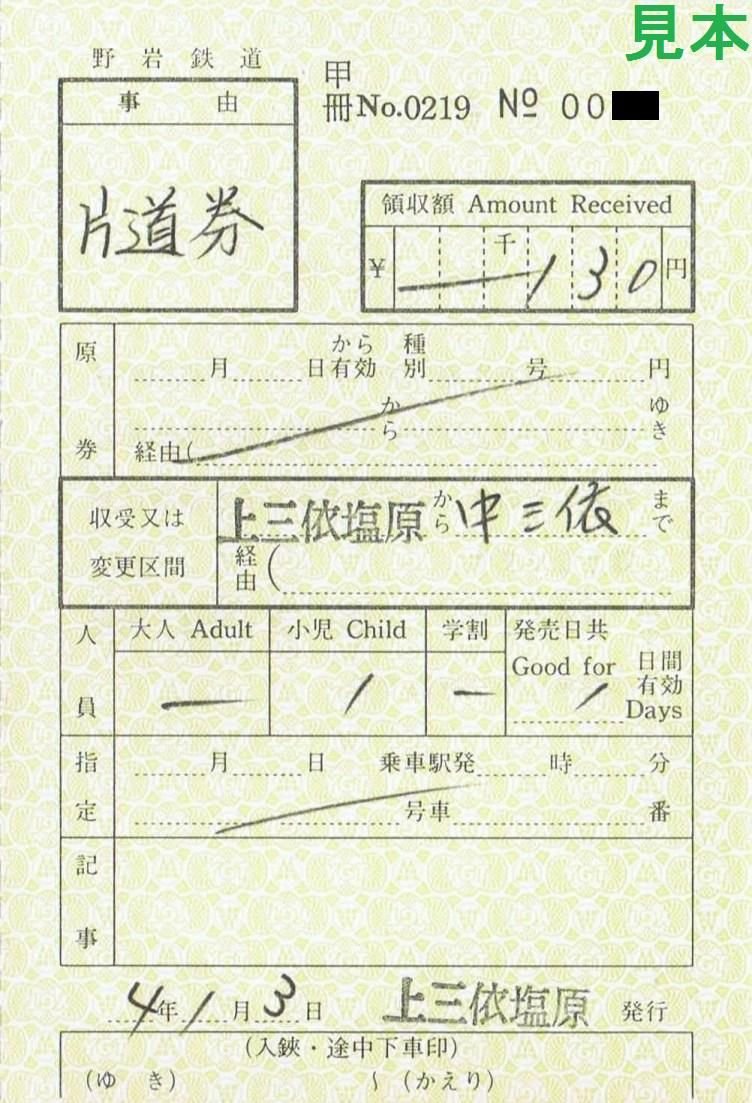 見本
野岩鉄道
甲
冊No.0219 No 00
事由
片道券
領収額 Amount Received
千
¥ 130 円
原券
から 種
月 日有効 別 号 円
から ゆき
経由(
収受又は
変更区間
上三依塩原から中三依まで
経由(
人員
大人 Adult 小児 Child 学割 発売日共
Good for 日間
有効
Days
— 1 — 1
指定
月 日 乗車駅発 時 分
号車 番
記事
4年1月3日 上三依塩原 発行
(入鋏・途中下車印)
(ゆ き) 〜 (かえり)